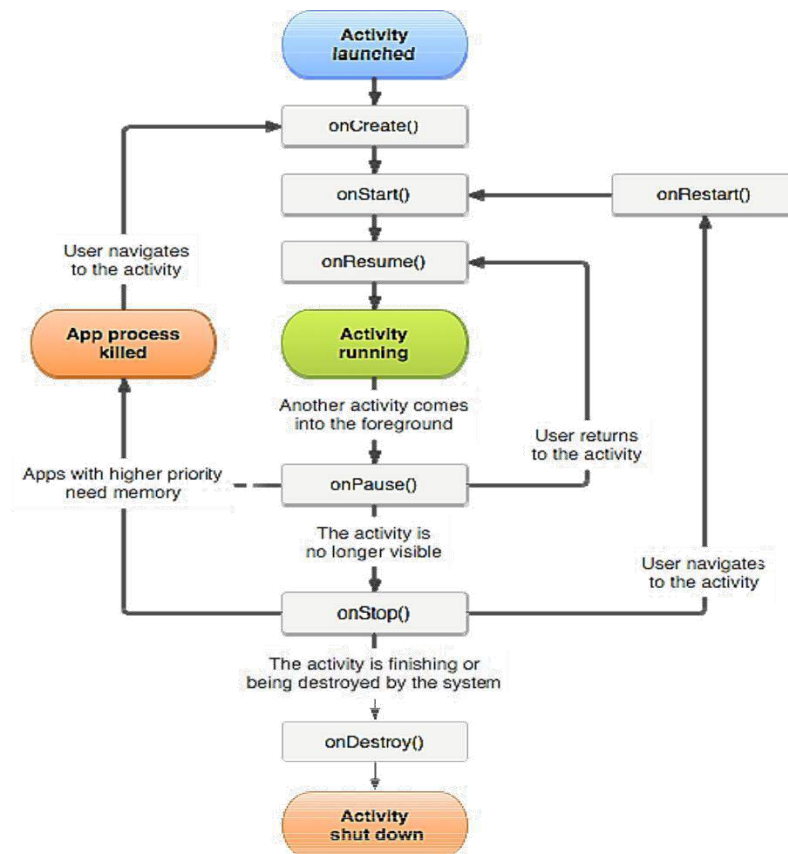 Activity
launched
onCreate()
onStart()
onRestart()
User navigates
to the activity
onResume()
App process
killed
Activity
running
Another activity comes
into the foreground
User returns
to the activity
Apps with higher priority
need memory
onPause()
The activity is
no longer visible
User navigates
to the activity
onStop()
The activity is finishing or
being destroyed by the system
onDestroy()
Activity
shut down